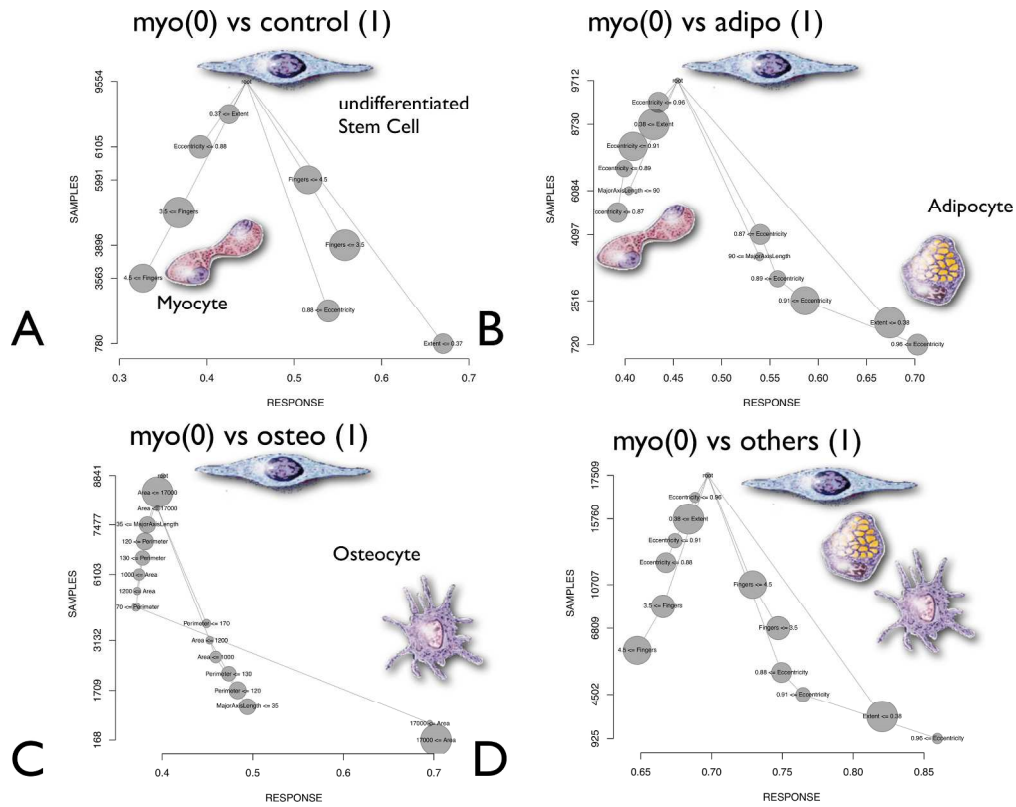 myo(0) vs control (1)
9554
6105
5991
3896
3563
780
SAMPLES
root
0.37 <= Extent
undifferentiated
Stem Cell
Eccentricity <= 0.88
Fingers <= 4.5
3.5 <= Fingers
Fingers <= 3.5
4.5 <= Fingers
Myocyte
0.88 <= Eccentricity
Extent <= 0.37
A
0.3
0.4
0.5
0.6
0.7
RESPONSE
myo(0) vs adipo (1)
9712
8730
6084
4097
2516
720
SAMPLES
root
Eccentricity <= 0.96
0.38 <= Extent
Eccentricity <= 0.91
Eccentricity <= 0.89
MajorAxisLength <= 90
ccentricity <= 0.87
Adipocyte
0.87 <= Eccentricity
90 <= MajorAxisLength
0.89 <= Eccentricity
0.91 <= Eccentricity
Extent <= 0.38
0.96 <= Eccentricity
B
0.40
0.45
0.50
0.55
0.60
0.65
0.70
RESPONSE
myo(0) vs osteo (1)
8841
7477
6103
3132
1709
168
SAMPLES
root
Area <= 17000
Area <= 17000
35 <= MajorAxisLength
120 <= Perimeter
130 <= Perimeter
1000 <= Area
1200 <= Area
70 <= Perimeter
Osteocyte
Perimeter <= 170
Area <= 1200
Area <= 1000
Perimeter <= 130
Perimeter <= 120
MajorAxisLength <= 35
17000 <= Area
17000 <= Area
C
0.4
0.5
0.6
0.7
RESPONSE
myo(0) vs others (1)
17509
15760
10707
6809
4502
925
SAMPLES
root
Eccentricity <= 0.96
0.38 <= Extent
Eccentricity <= 0.91
Eccentricity <= 0.88
Fingers <= 4.5
3.5 <= Fingers
Fingers <= 3.5
4.5 <= Fingers
0.88 <= Eccentricity
0.91 <= Eccentricity
Extent <= 0.38
0.96 <= Eccentricity
D
0.65
0.70
0.75
0.80
0.85
RESPONSE